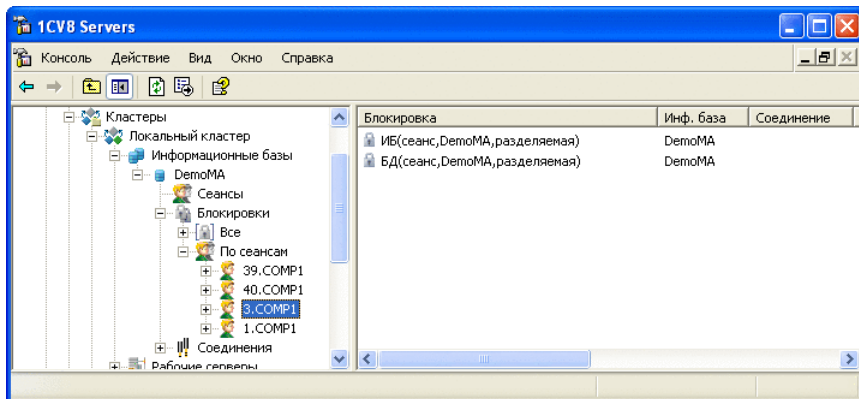 1CV8 Servers
Консоль Действие Вид Окно Справка
Кластеры
Локальный кластер
Информационные базы
DemoMA
Сеансы
Блокировки
Все
По сеансам
39.COMP1
40.COMP1
3.COMP1
1.COMP1
Соединения
Рабочие серверы
Блокировка Инф. база Соединение
ИБ(сеанс,DemoMA,разделяемая) DemoMA
БД(сеанс,DemoMA,разделяемая) DemoMA